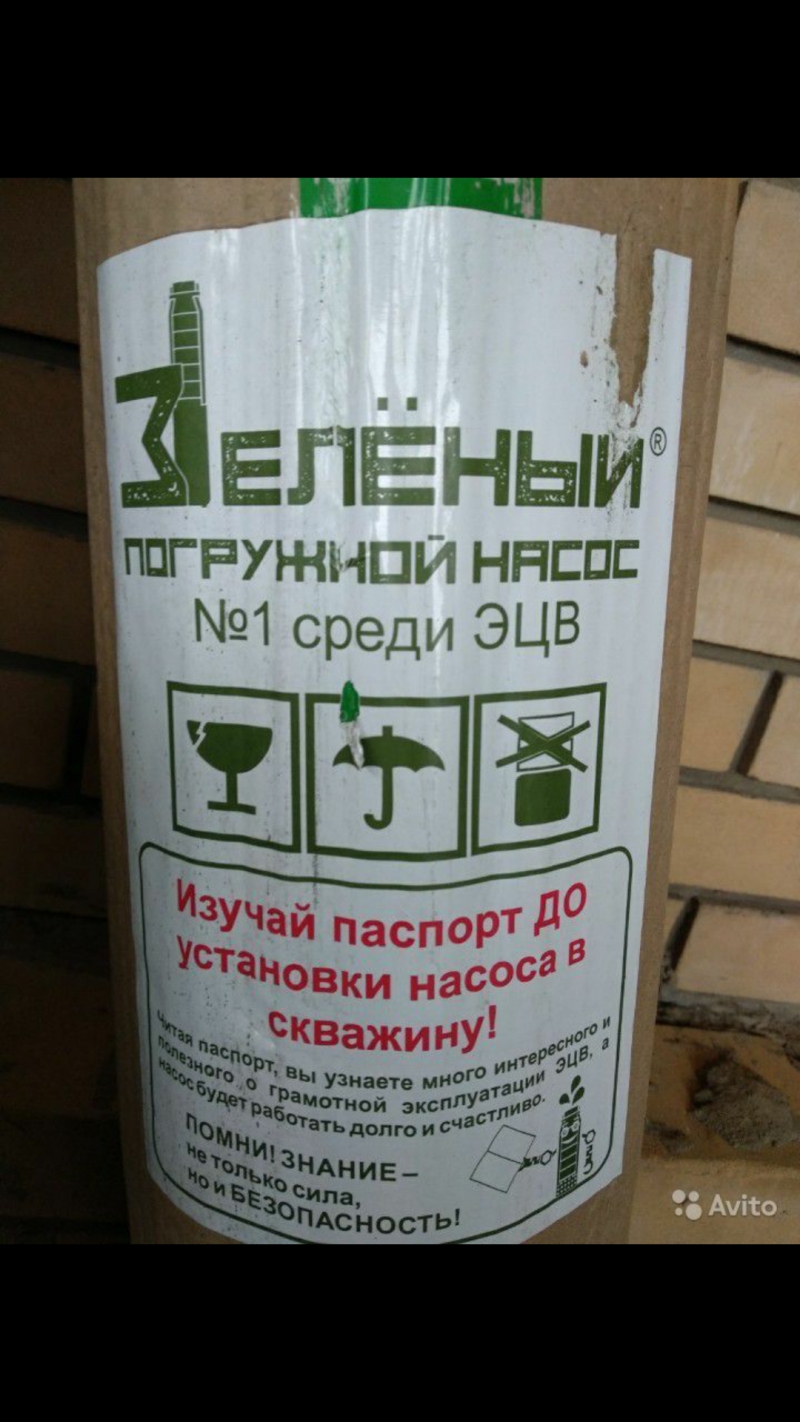 Зелёный®
погружной насос
№1 среди ЭЦВ
Изучай паспорт ДО
установки насоса в
скважину!
Читая паспорт, вы узнаете много интересного и
полезного о грамотной эксплуатации ЭЦВ, а
насос будет работать долго и счастливо.
ПОМНИ! ЗНАНИЕ –
не только сила,
но и БЕЗОПАСНОСТЬ!
Avito